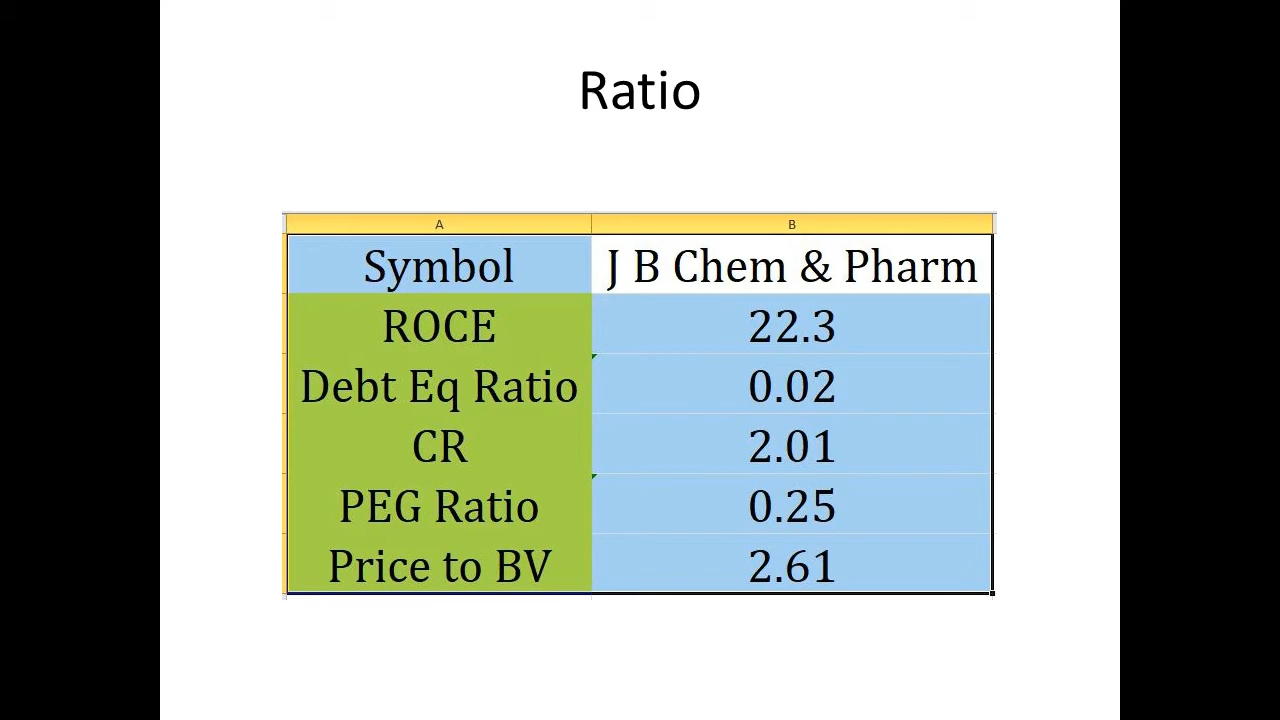 Ratio
A B
Symbol J B Chem & Pharm
ROCE 22.3
Debt Eq Ratio 0.02
CR 2.01
PEG Ratio 0.25
Price to BV 2.61